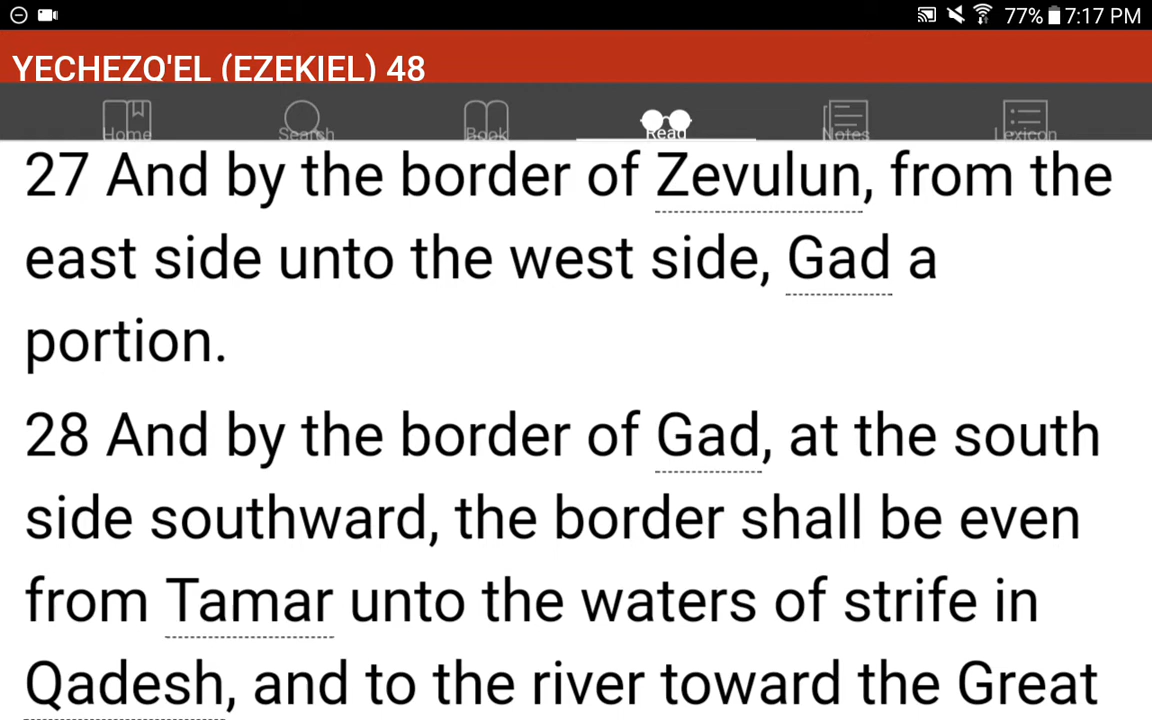 77% 7:17 PM
YECHEZQ'EL (EZEKIEL) 48
Home Search Book Read Notes Lexicon
27 And by the border of Zevulun, from the
east side unto the west side, Gad a
portion.
28 And by the border of Gad, at the south
side southward, the border shall be even
from Tamar unto the waters of strife in
Qadesh, and to the river toward the Great